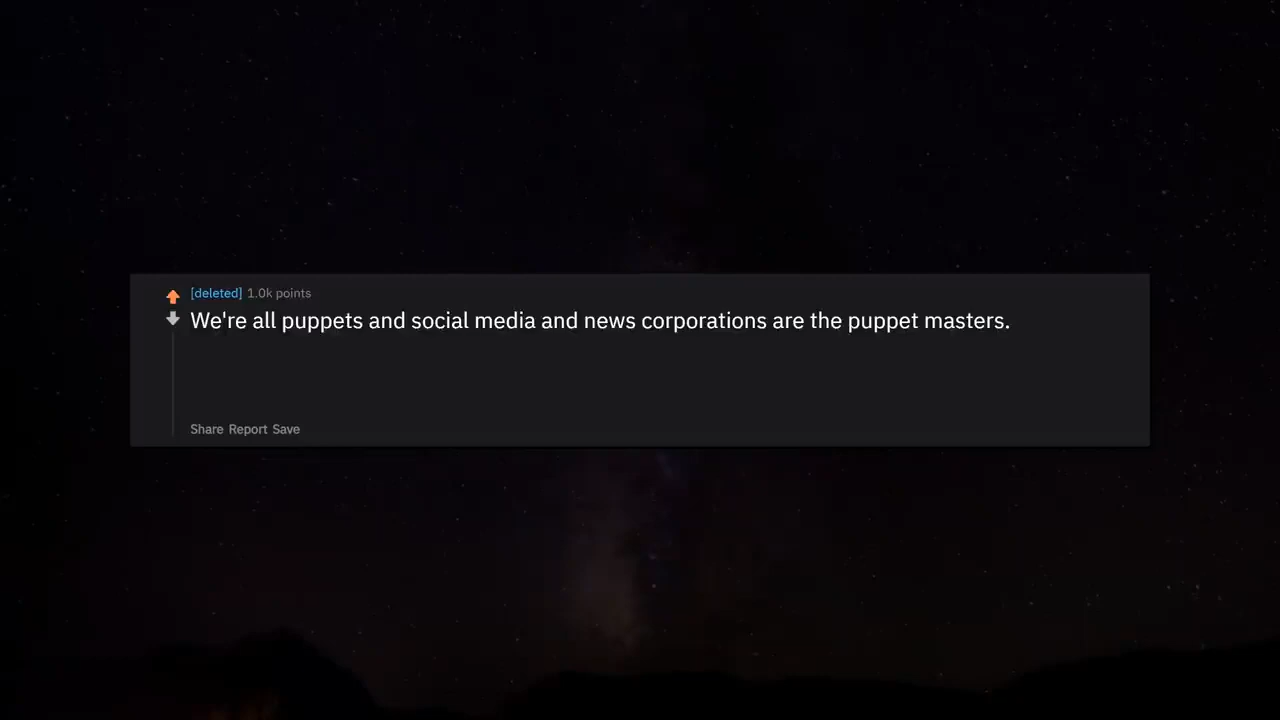 [deleted] 1.0k points
We're all puppets and social media and news corporations are the puppet masters.
Share Report Save